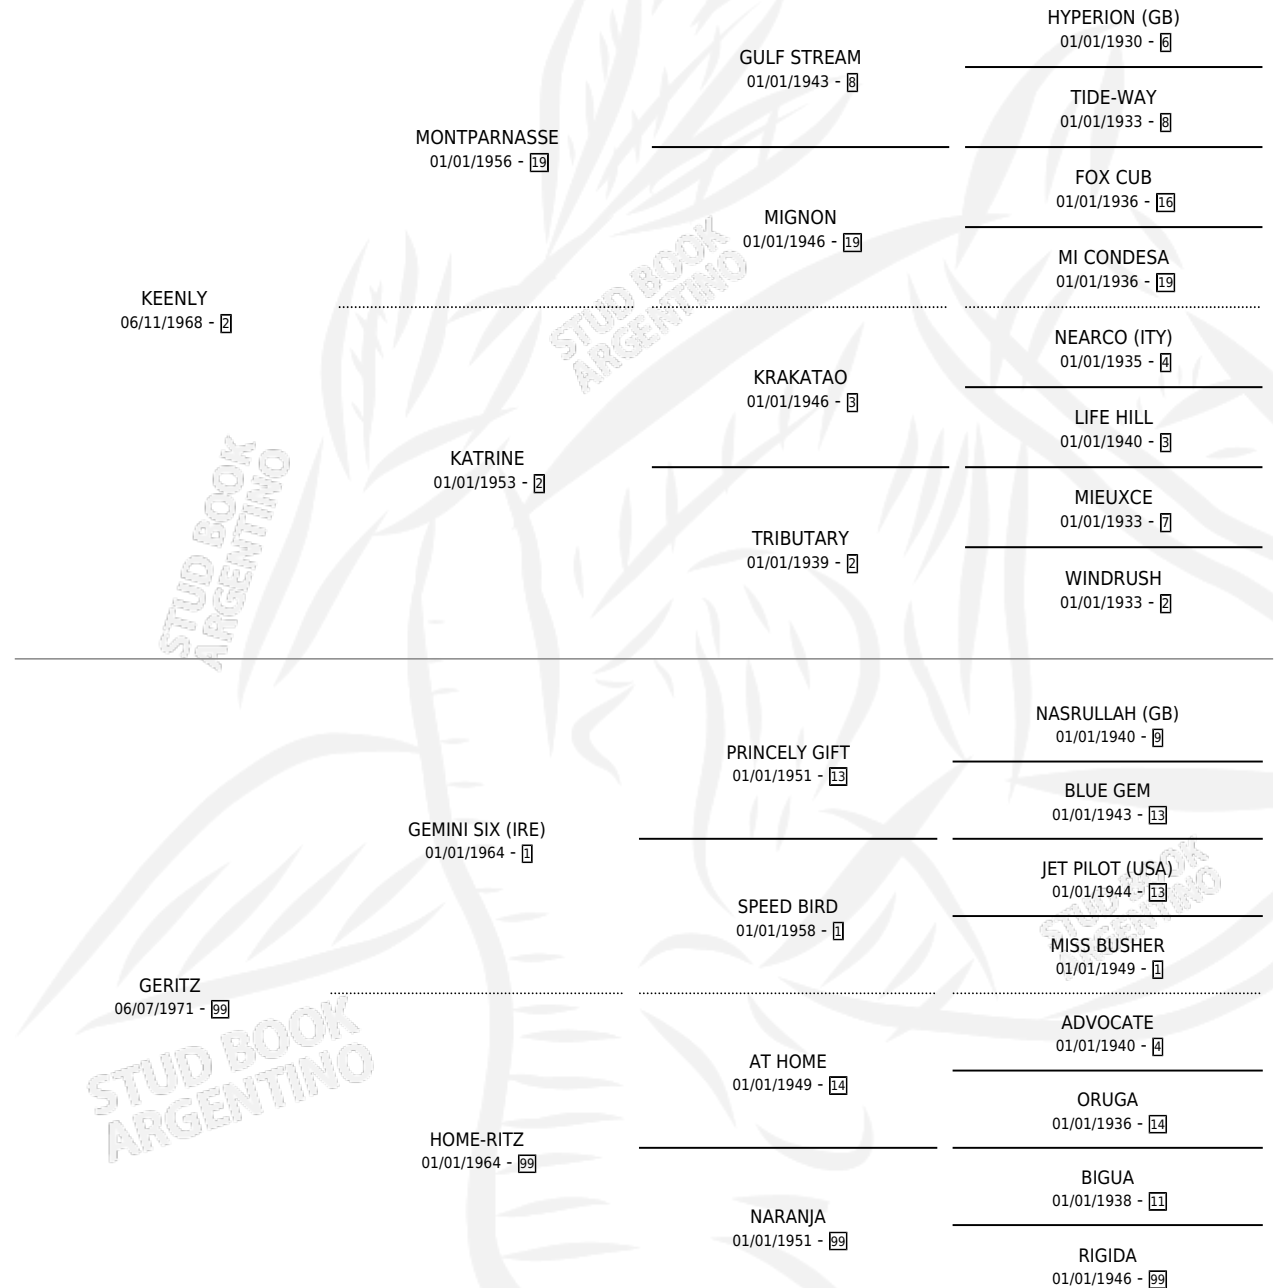 HYPERION (GB)
01/01/1930 - 6
GULF STREAM
01/01/1943 - 8
TIDE-WAY
01/01/1933 - 8
MONTPARNASSE
01/01/1956 - 19
FOX CUB
01/01/1936 - 16
MIGNON
01/01/1946 - 19
MI CONDESA
01/01/1936 - 19
KEENLY
06/11/1968 - 2
NEARCO (ITY)
01/01/1935 - 4
KRAKATAO
01/01/1946 - 3
LIFE HILL
01/01/1940 - 3
KATRINE
01/01/1953 - 2
MIEUXCE
01/01/1933 - 7
TRIBUTARY
01/01/1939 - 2
WINDRUSH
01/01/1933 - 2
STUD BOOK
ARGENTINO
STUD BOOK
ARGENTINO
NASRULLAH (GB)
01/01/1940 - 9
PRINCELY GIFT
01/01/1951 - 13
BLUE GEM
01/01/1943 - 13
GEMINI SIX (IRE)
01/01/1964 - 1
JET PILOT (USA)
01/01/1944 - 13
SPEED BIRD
01/01/1958 - 1
MISS BUSHER
01/01/1949 - 1
GERITZ
06/07/1971 - 99
ADVOCATE
01/01/1940 - 4
AT HOME
01/01/1949 - 14
ORUGA
01/01/1936 - 14
HOME-RITZ
01/01/1964 - 99
BIGUA
01/01/1938 - 11
NARANJA
01/01/1951 - 99
RIGIDA
01/01/1946 - 99
STUD BOOK
ARGENTINO
STUD BOOK
ARGENTINO